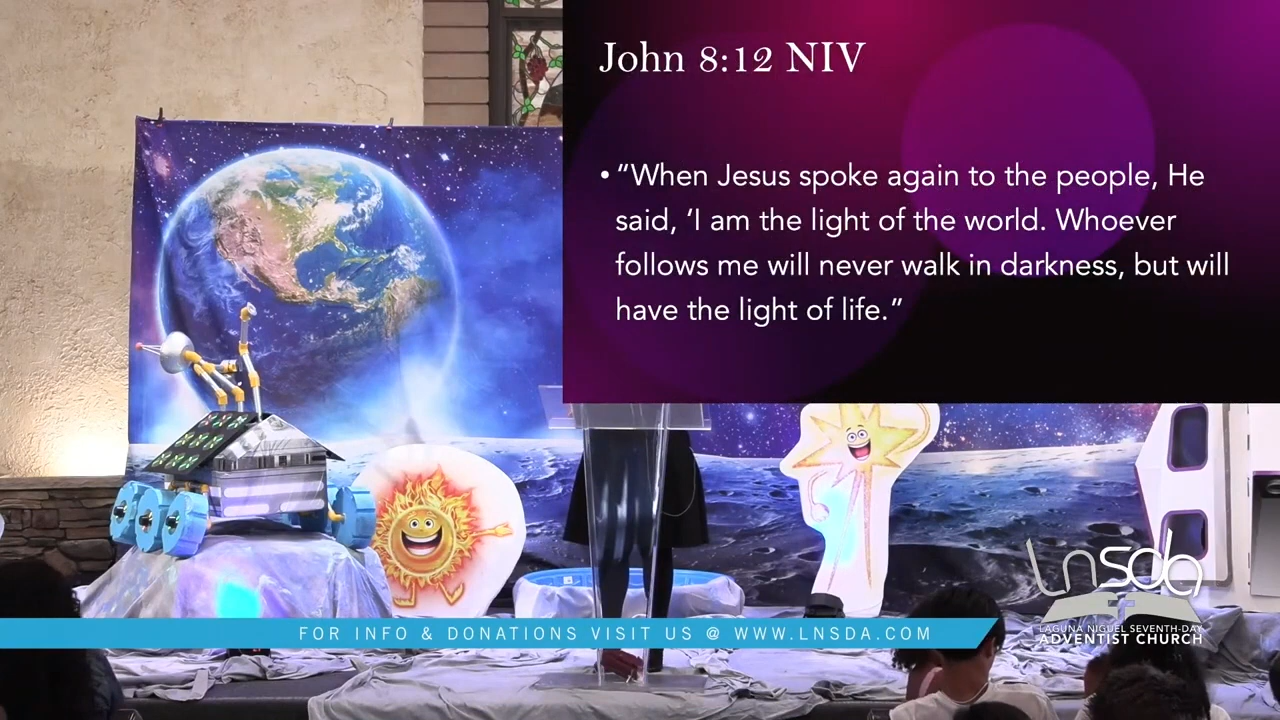 John 8:12 NIV
• “When Jesus spoke again to the people, He
said, ‘I am the light of the world. Whoever
follows me will never walk in darkness, but will
have the light of life.”
FOR INFO & DONATIONS VISIT US @ WWW.LNSDA.COM
lnsda
LAGUNA NIGUEL SEVENTH-DAY
ADVENTIST CHURCH